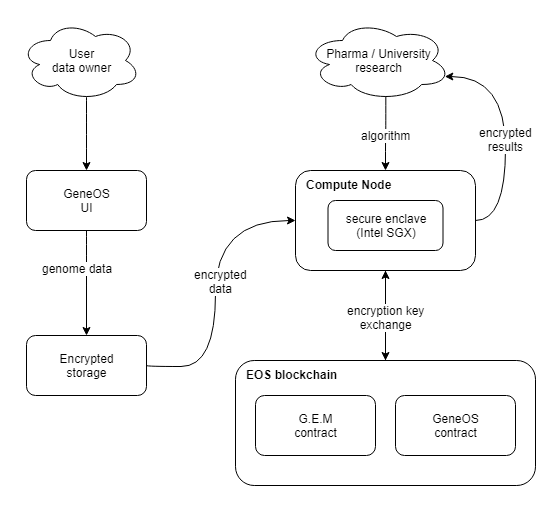 User
data owner
Pharma / University
research
algorithm
encrypted
results
GeneOS
UI
Compute Node
secure enclave
(Intel SGX)
genome data
encrypted
data
encryption key
exchange
Encrypted
storage
EOS blockchain
G.E.M
contract
GeneOS
contract